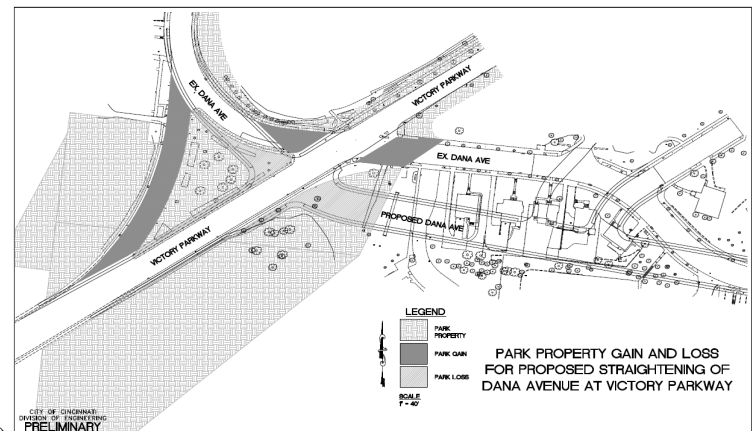 EX. DANA AVE
VICTORY PARKWAY
EX. DANA AVE
PROPOSED DANA AVE
VICTORY PARKWAY
LEGEND
PARK
PROPERTY
PARK GAIN
PARK LOSS
SCALE
1" = 40'
PARK PROPERTY GAIN AND LOSS
FOR PROPOSED STRAIGHTENING OF
DANA AVENUE AT VICTORY PARKWAY
CITY OF CINCINNATI
DIVISION OF ENGINEERING
PRELIMINARY